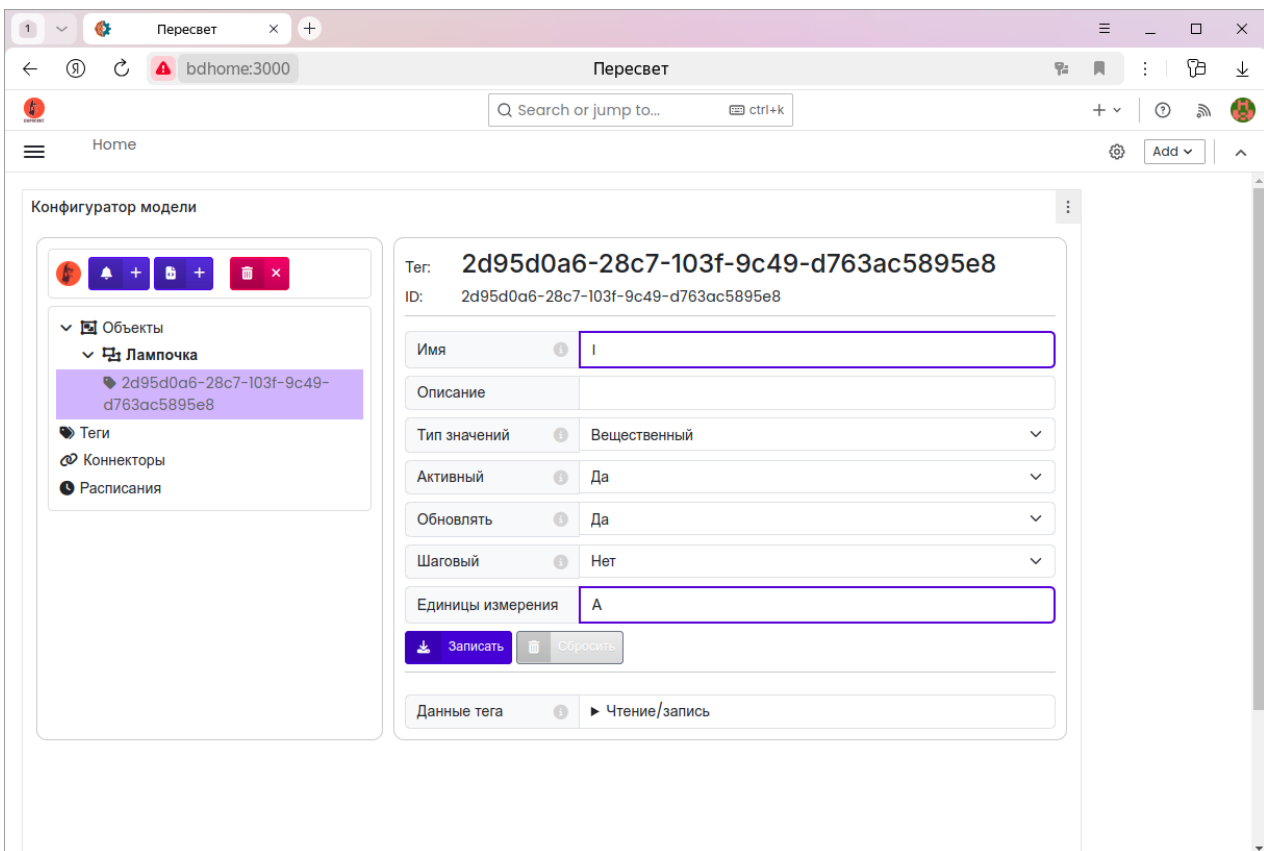 1 Пересвет
bdhome:3000 Пересвет
Search or jump to... ctrl+k
Home Add
Конфигуратор модели
Тег: 2d95d0a6-28c7-103f-9c49-d763ac5895e8
ID: 2d95d0a6-28c7-103f-9c49-d763ac5895e8
Объекты
Лампочка
2d95d0a6-28c7-103f-9c49-
d763ac5895e8
Теги
Коннекторы
Расписания
Имя I
Описание
Тип значений Вещественный
Активный Да
Обновлять Да
Шаговый Нет
Единицы измерения А
Записать Сбросить
Данные тега Чтение/запись